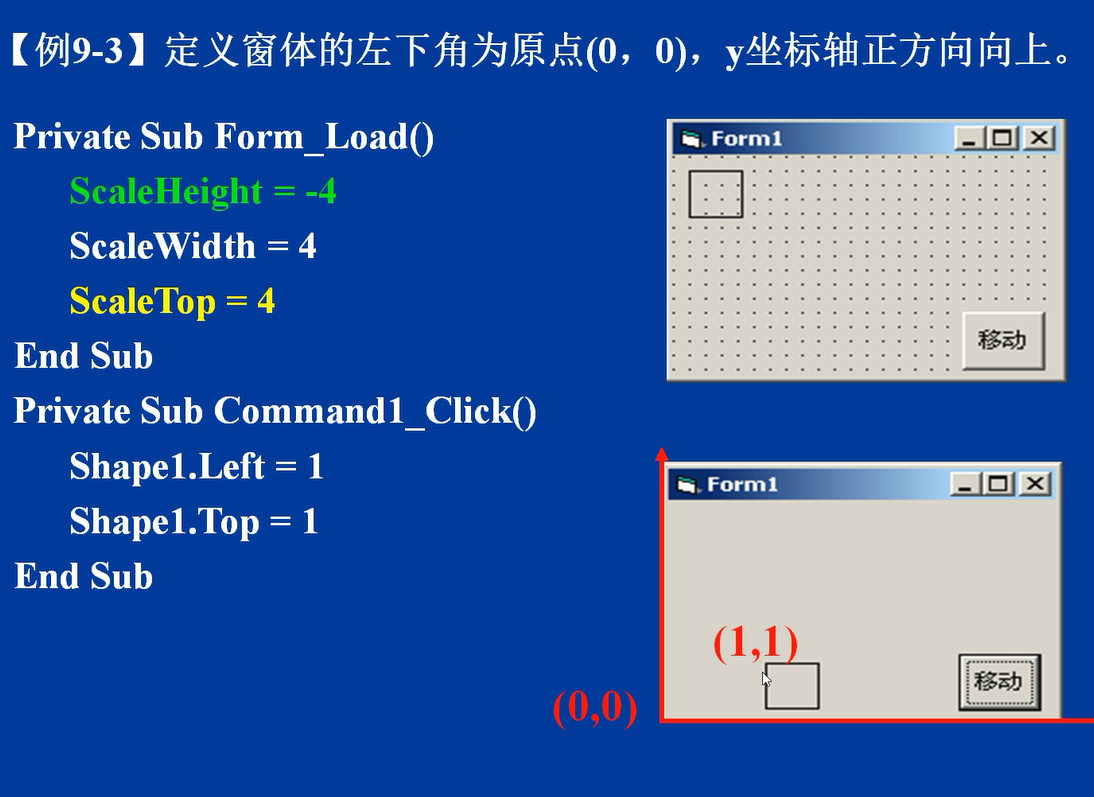 【例9-3】定义窗体的左下角为原点(0，0)，y坐标轴正方向向上。
Private Sub Form_Load()
ScaleHeight = -4
ScaleWidth = 4
ScaleTop = 4
End Sub
Private Sub Command1_Click()
Shape1.Left = 1
Shape1.Top = 1
End Sub
Form1
移动
Form1
(1,1)
移动
(0,0)